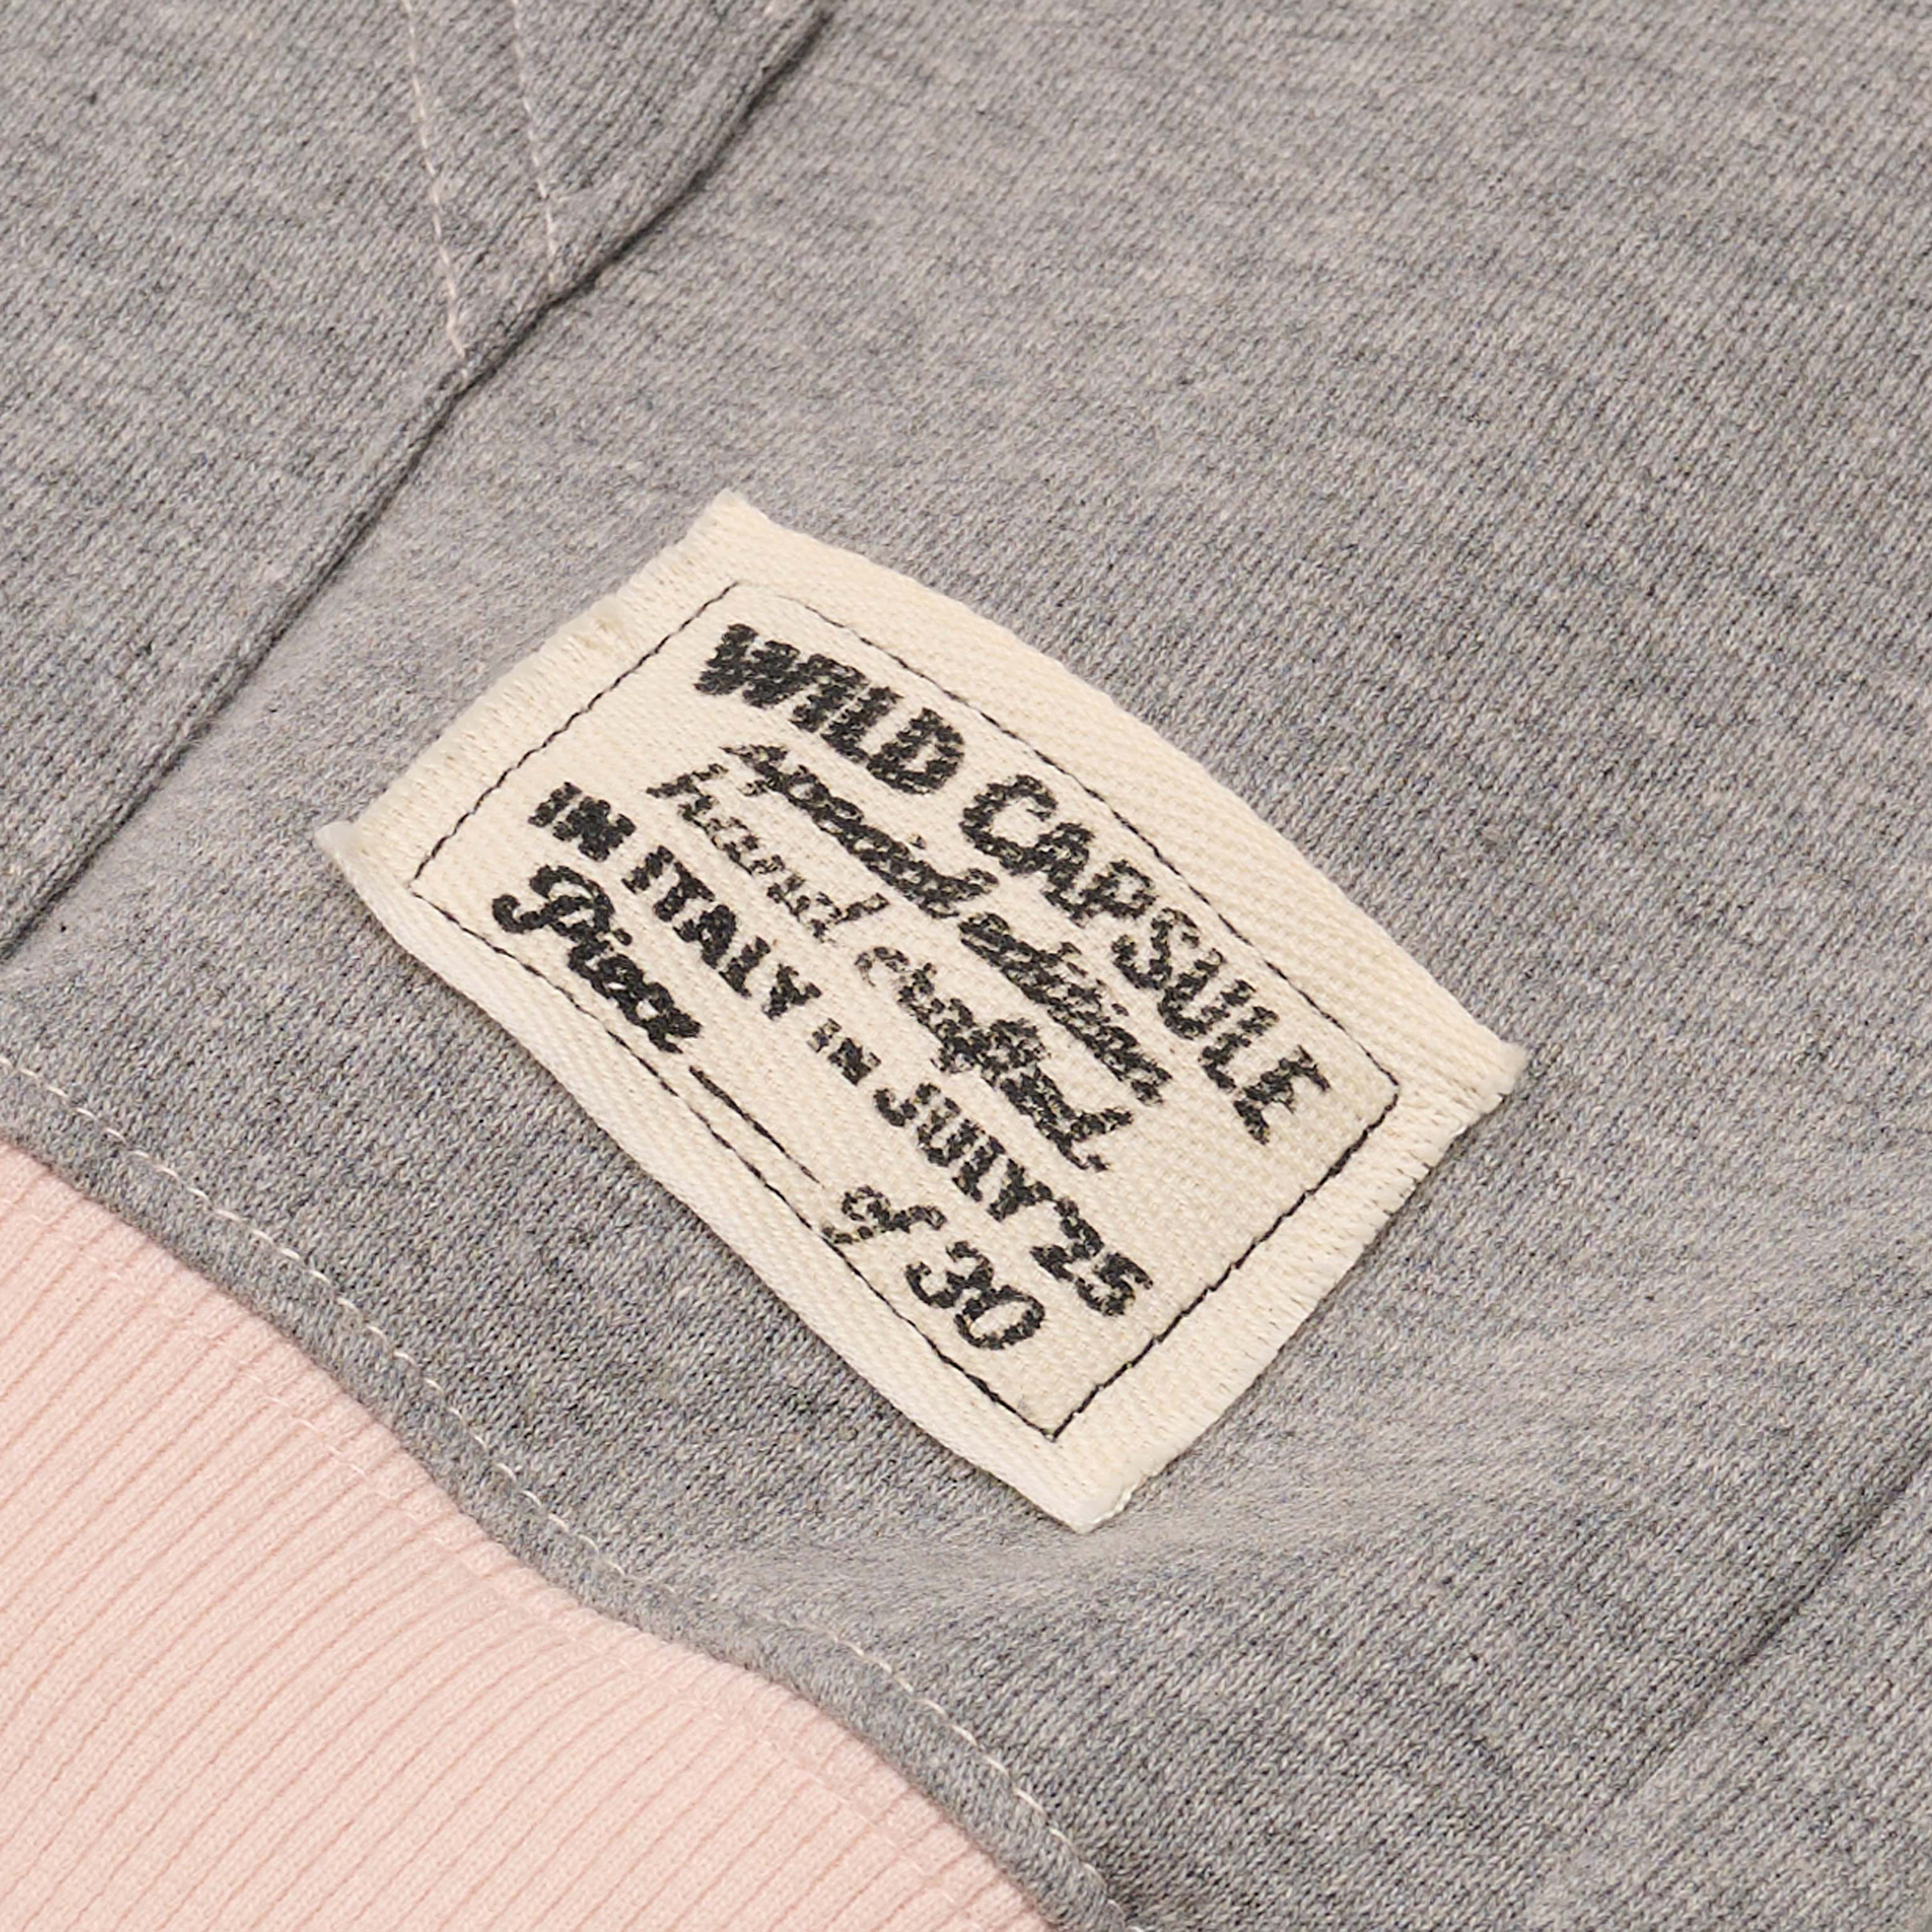 WILD CAPSULE
Special edition
hand crafted
IN ITALY IN JULY '25
Piece of 30